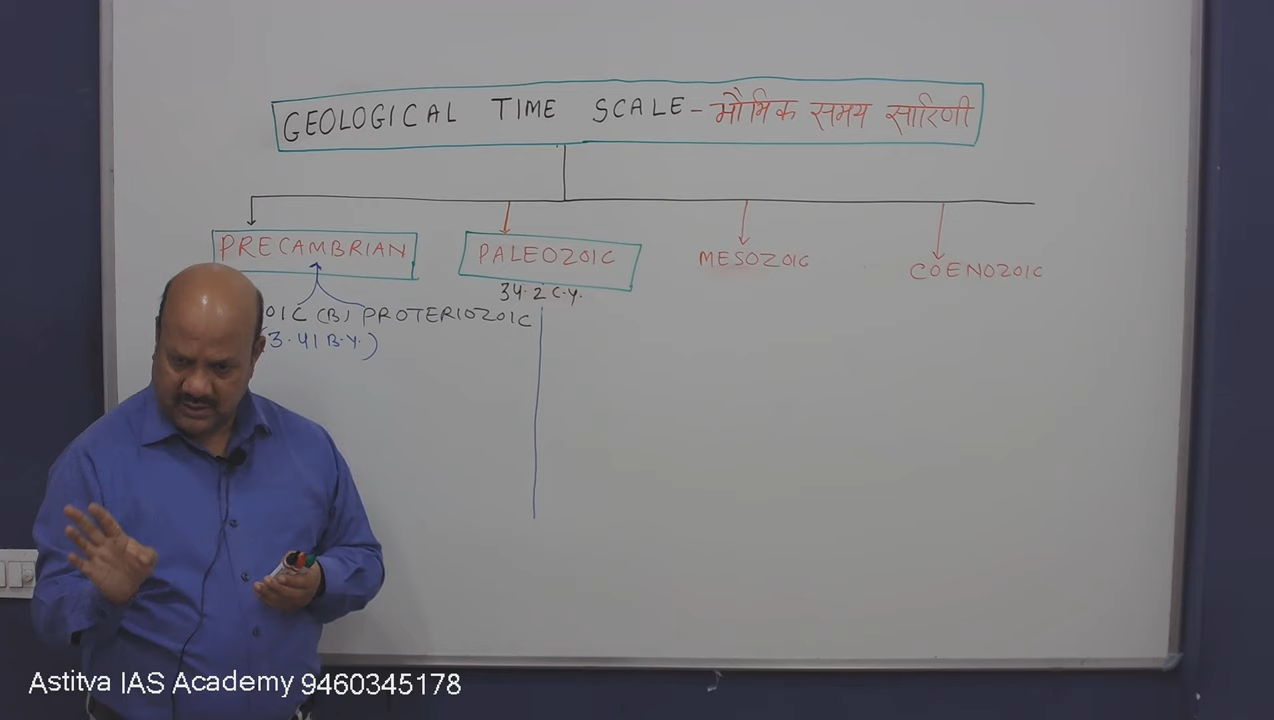 GEOLOGICAL TIME SCALE - भौमिक समय सारिणी
PRECAMBRIAN PALEOZOIC MESOZOIC COENOZOIC
34.2 C.Y.
OIC (B) PROTERIOZOIC
(3.41 B.Y.)
Astitva IAS Academy 9460345178